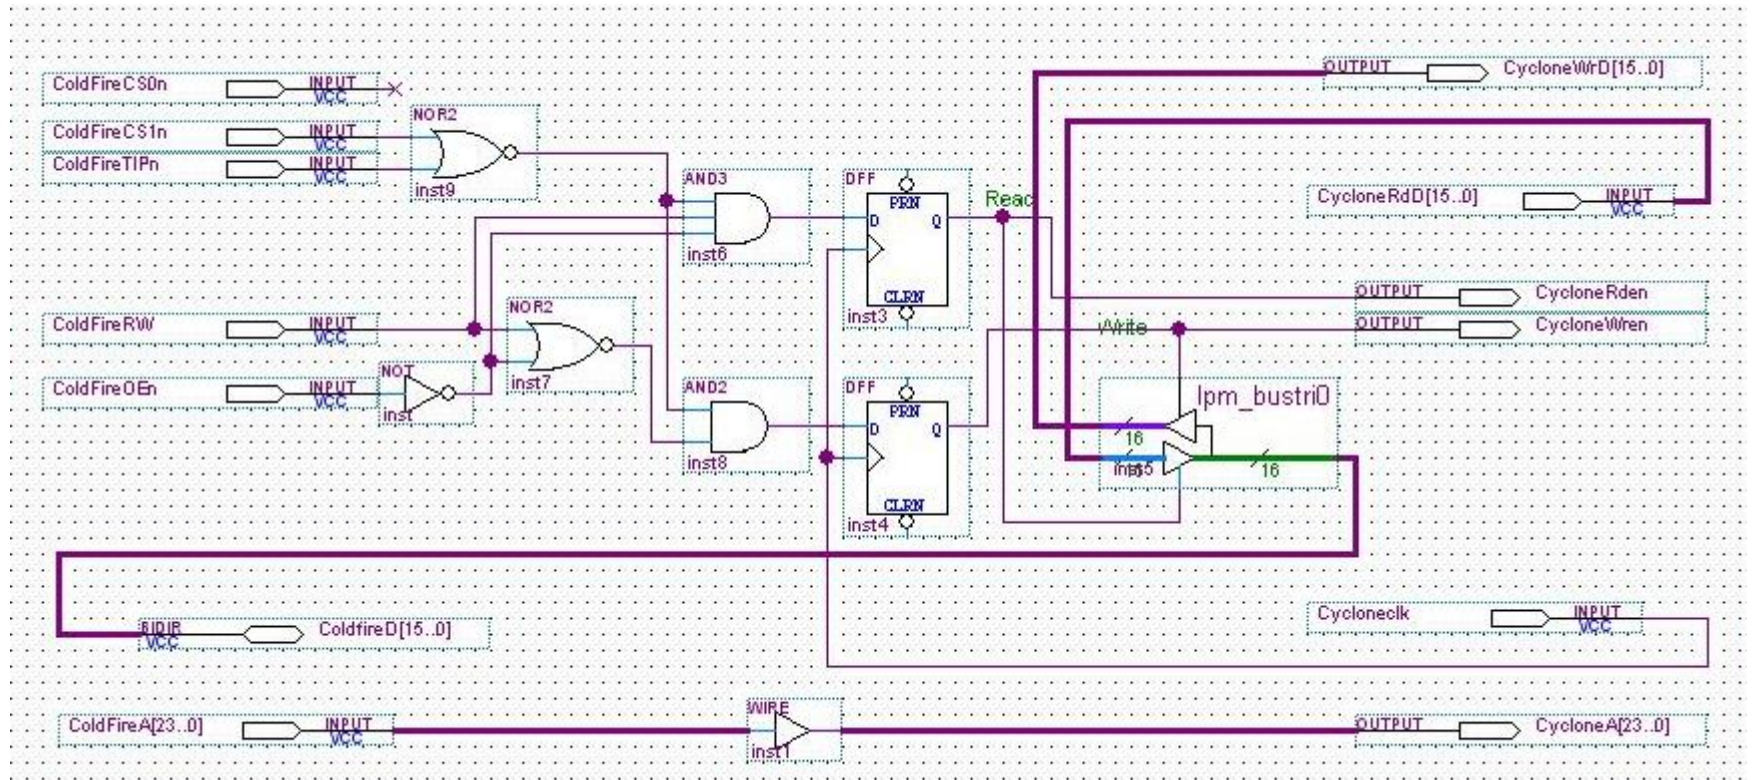 ColdFireCS0n INPUT VCC
ColdFireCS1n INPUT VCC
ColdFireTIPn INPUT VCC
NOR2
inst9
ColdFireRW INPUT VCC
ColdFireOEn INPUT VCC
NOT
inst
NOR2
inst7
AND3
inst6
AND2
inst8
DFF
PRN
D Q
CLRN
inst3
DFF
PRN
D Q
CLRN
inst4
Read
Write
OUTPUT CycloneWrD[15..0]
CycloneRdD[15..0] INPUT VCC
OUTPUT CycloneRden
OUTPUT CycloneWren
lpm_bustri0
16
16
16
inst5
BIDIR VCC ColdfireD[15..0]
Cycloneclk INPUT VCC
ColdFireA[23..0] INPUT VCC
WIRE
inst1
OUTPUT CycloneA[23..0]